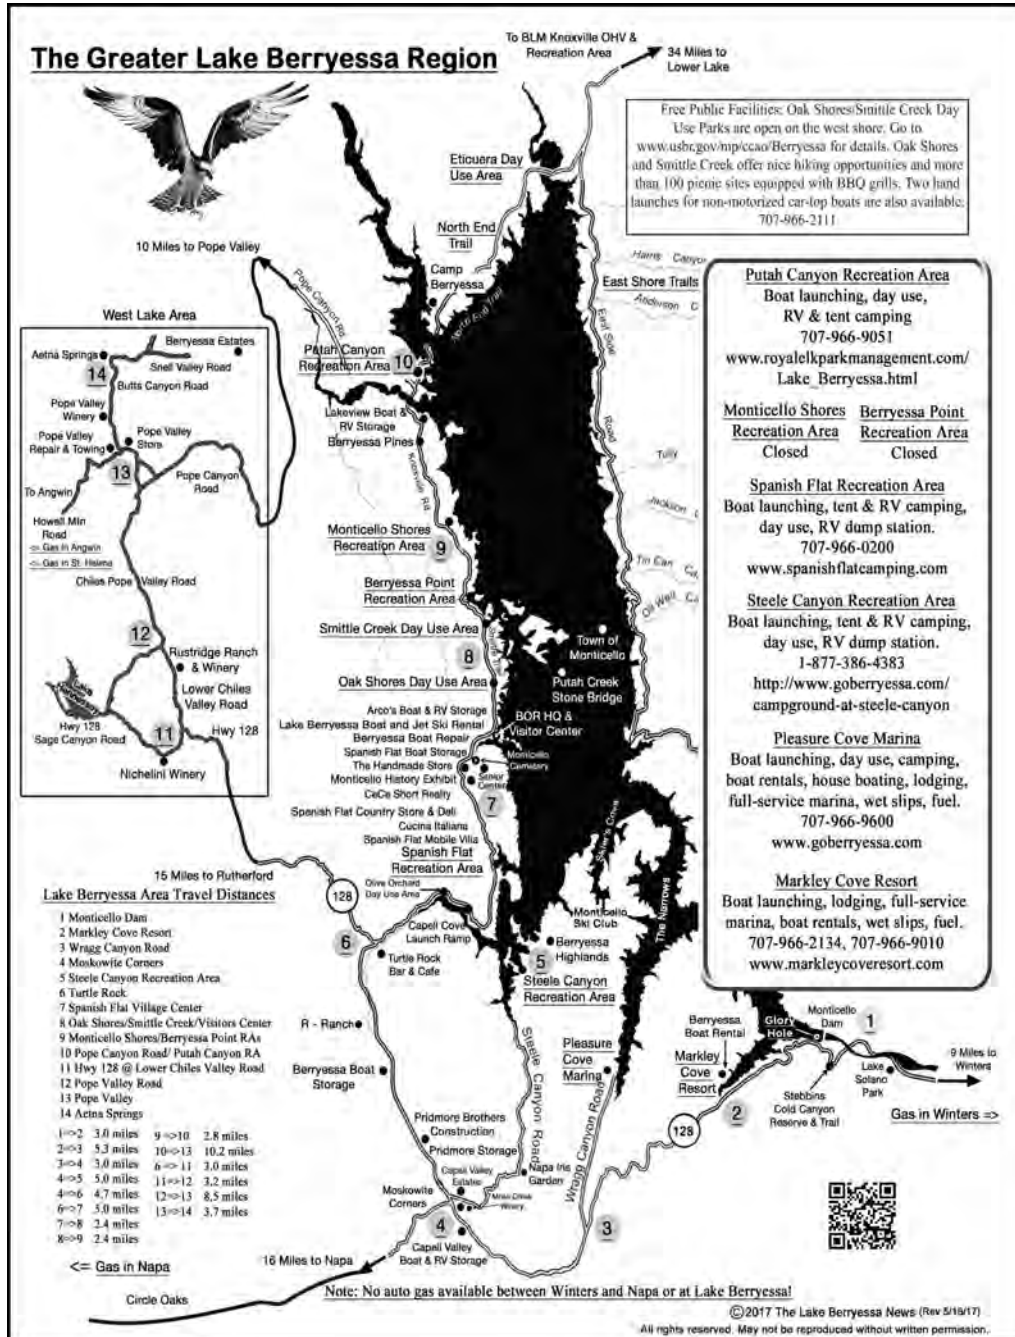 The Greater Lake Berryessa Region
To BLM Knoxville OHV &
Recreation Area
34 Miles to
Lower Lake
Free Public Facilities: Oak Shores/Smittle Creek Day
Use Parks are open on the west shore. Go to
www.usbr.gov/mp/ccao/Berryessa for details. Oak Shores
and Smittle Creek offer nice hiking opportunities and more
than 100 picnic sites equipped with BBQ grills. Two hand
launches for non-motorized car-top boats are also available.
707-966-2111
Eticuera Day
Use Area
North End
Trail
10 Miles to Pope Valley
Camp
Berryessa
North End Trail
Pope Canyon Rd
Harris Canyon
East Shore Trails
Anderson C
East Side
Road
Putah Canyon
Recreation Area
10
Lakeview Boat &
RV Storage
Berryessa Pines
Knoxville Rd
Tully
Jackson
Tin Can Ca
Oil Well Ca
Monticello Shores
Recreation Area
9
Berryessa Point
Recreation Area
Smittle Creek Day Use Area
Smittle Trail
8
Oak Shores Day Use Area
Town of
Monticello
Putah Creek
Stone Bridge
BOR HQ &
Visitor Center
Arco's Boat & RV Storage
Lake Berryessa Boat and Jet Ski Rental
Berryessa Boat Repair
Spanish Flat Boat Storage
The Handmade Store
Monticello History Exhibit
CeCe Short Realty
Monticello
Cemetery
Senior
Center
7
Spanish Flat Country Store & Deli
Cucina Italiana
Spanish Flat Mobile Villa
Spanish Flat
Recreation Area
West Lake Area
Aetna Springs
14
Berryessa Estates
Snell Valley Road
Butts Canyon Road
Pope Valley
Winery
Pope Valley
Repair & Towing
Pope Valley
Store
13
Pope Canyon
Road
To Angwin
Howell Mtn
Road
<= Gas in Angwin
<= Gas in St. Helena
Chiles Pope Valley Road
12
Rustridge Ranch
& Winery
Lower Chiles
Valley Road
Hwy 128
Sage Canyon Road
11
Nichelini Winery
Hwy 128
Putah Canyon Recreation Area
Boat launching, day use,
RV & tent camping
707-966-9051
www.royalelkparkmanagement.com/
Lake_Berryessa.html
Monticello Shores
Recreation Area
Closed
Berryessa Point
Recreation Area
Closed
Spanish Flat Recreation Area
Boat launching, tent & RV camping,
day use, RV dump station.
707-966-0200
www.spanishflatcamping.com
Steele Canyon Recreation Area
Boat launching, tent & RV camping,
day use, RV dump station.
1-877-386-4383
http://www.goberryessa.com/
campground-at-steele-canyon
Pleasure Cove Marina
Boat launching, day use, camping,
boat rentals, house boating, lodging,
full-service marina, wet slips, fuel.
707-966-9600
www.goberryessa.com
Markley Cove Resort
Boat launching, lodging, full-service
marina, boat rentals, wet slips, fuel.
707-966-2134, 707-966-9010
www.markleycoveresort.com
15 Miles to Rutherford
128
6
Olive Orchard
Day Use Area
Capell Cove
Launch Ramp
Turtle Rock
Bar & Cafe
Monticello
Ski Club
The Narrows
Berryessa
Highlands
5
Steele Canyon
Recreation Area
R - Ranch
Berryessa Boat
Storage
Steele Canyon Road
Pleasure
Cove
Marina
Wragg Canyon Road
Berryessa
Boat Rental
Markley
Cove
Resort
Glory
Hole
Monticello
Dam
1
Lake
Solano
Park
9 Miles to
Winters
Stebbins
Cold Canyon
Reserve & Trail
Gas in Winters =>
2
128
3
Pridmore Brothers
Construction
Pridmore Storage
Capell Valley
Estates
Napa Iris
Garden
Winery
Moskowite
Corners
4
Capell Valley
Boat & RV Storage
16 Miles to Napa
Circle Oaks
Lake Berryessa Area Travel Distances
1 Monticello Dam
2 Markley Cove Resort
3 Wragg Canyon Road
4 Moskowite Corners
5 Steele Canyon Recreation Area
6 Turtle Rock
7 Spanish Flat Village Center
8 Oak Shores/Smittle Creek/Visitors Center
9 Monticello Shores/Berryessa Point RAs
10 Pope Canyon Road/ Putah Canyon RA
11 Hwy 128 @ Lower Chiles Valley Road
12 Pope Valley Road
13 Pope Valley
14 Aetna Springs
1=>2 3.0 miles 9=>10 2.8 miles
2=>3 5.3 miles 10=>13 10.2 miles
3=>4 3.0 miles 6=>11 3.0 miles
4=>5 5.0 miles 11=>12 3.2 miles
4=>6 4.7 miles 12=>13 8.5 miles
6=>7 5.0 miles 13=>14 3.7 miles
7=>8 2.4 miles
8=>9 2.4 miles
<= Gas in Napa
Note: No auto gas available between Winters and Napa or at Lake Berryessa!
©2017 The Lake Berryessa News (Rev 5/16/17)
All rights reserved. May not be reproduced without written permission.